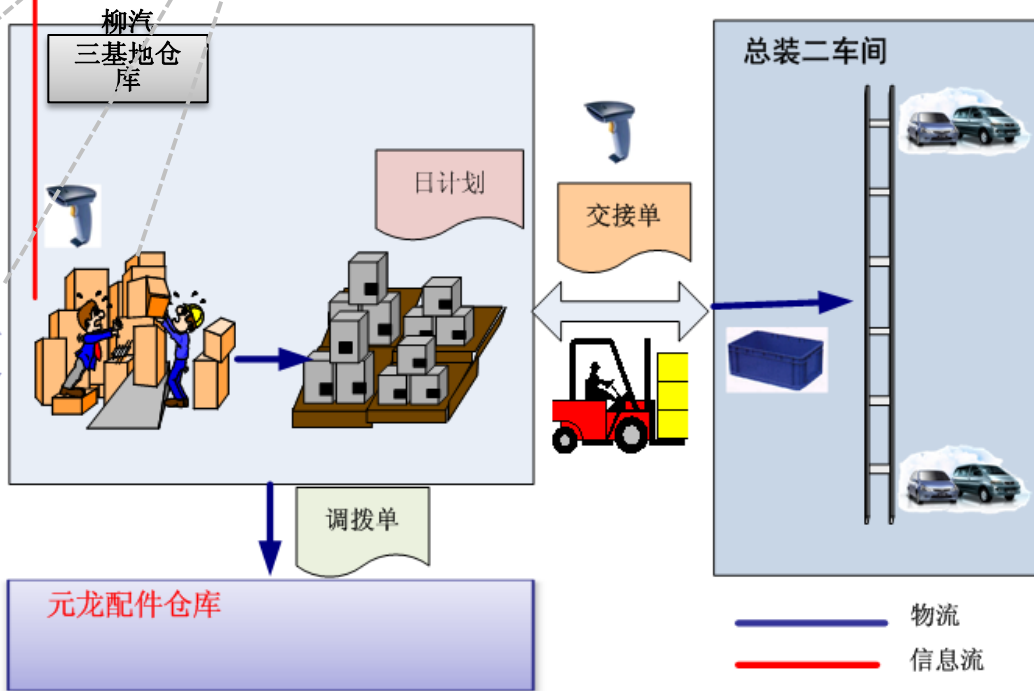 柳汽
三基地仓
库
总装二车间
日计划
交接单
调拨单
元龙配件仓库
物流
信息流